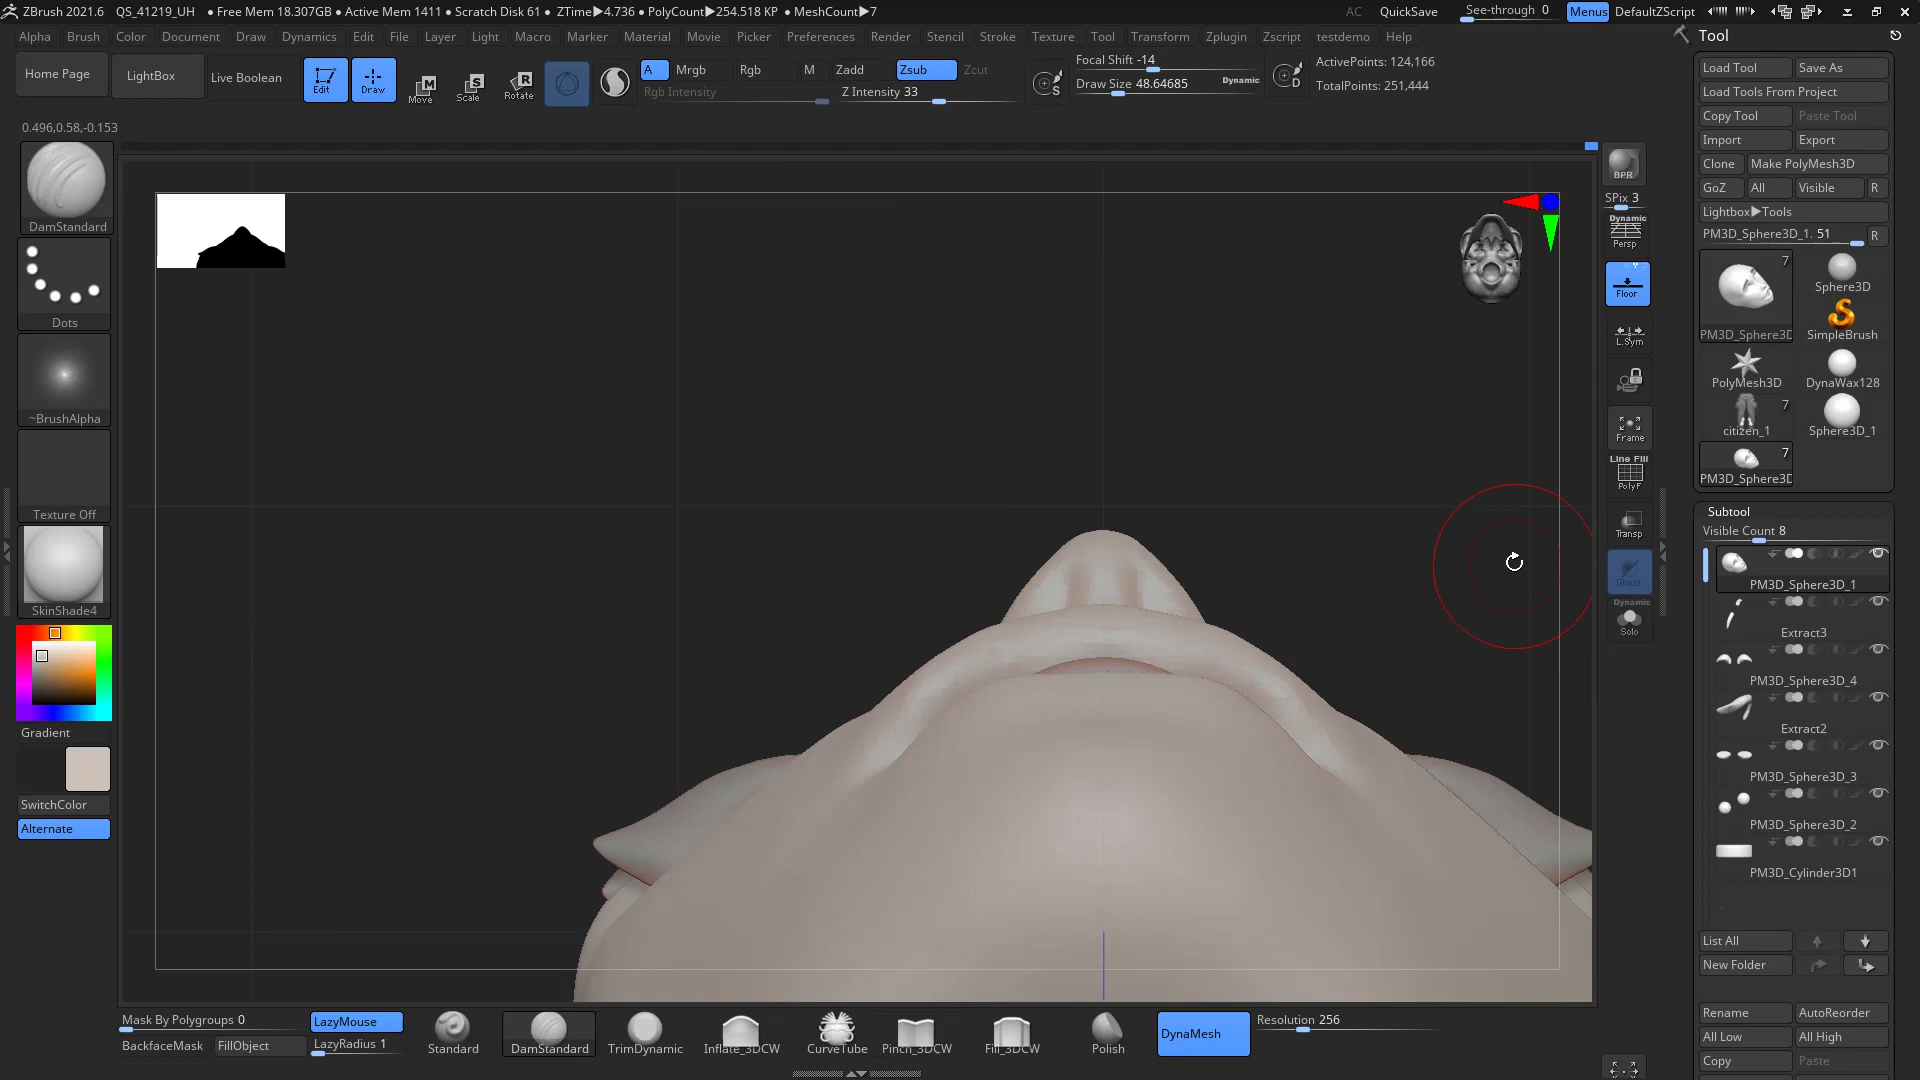 ZBrush 2021.6 QS_41219_UH ● Free Mem 18.307GB ● Active Mem 1411 ● Scratch Disk 61 ● ZTime▶4.736 ● PolyCount▶254.518 KP ● MeshCount▶7 AC QuickSave See-through 0 Menus DefaultZScript
Alpha Brush Color Document Draw Dynamics Edit File Layer Light Macro Marker Material Movie Picker Preferences Render Stencil Stroke Texture Tool Transform Zplugin Zscript testdemo Help
Home Page LightBox Live Boolean Edit Draw Move Scale Rotate
A Mrgb Rgb M Zadd Zsub Zcut
Rgb Intensity Z Intensity 33
S
Focal Shift -14
Draw Size 48.64685 Dynamic
D
ActivePoints: 124,166
TotalPoints: 251,444
0.496,0.58,-0.153
DamStandard
Dots
~BrushAlpha
Texture Off
SkinShade4
Gradient
SwitchColor
Alternate
BPR
SPix 3
Dynamic
Persp
Floor
L.Sym
Frame
Line Fill
PolyF
Transp
Ghost
Dynamic
Solo
Tool
Load Tool Save As
Load Tools From Project
Copy Tool Paste Tool
Import Export
Clone Make PolyMesh3D
GoZ All Visible R
Lightbox▶Tools
PM3D_Sphere3D_1. 51 R
7
PM3D_Sphere3D
Sphere3D
SimpleBrush
PolyMesh3D DynaWax128
7
citizen_1 Sphere3D_1
7
PM3D_Sphere3D
Subtool
Visible Count 8
PM3D_Sphere3D_1
Extract3
PM3D_Sphere3D_4
Extract2
PM3D_Sphere3D_3
PM3D_Sphere3D_2
PM3D_Cylinder3D1
List All
New Folder
Rename AutoReorder
All Low All High
Copy Paste
Mask By Polygroups 0
BackfaceMask FillObject
LazyMouse
LazyRadius 1
Standard DamStandard TrimDynamic Inflate_3DCW CurveTube Pinch_3DCW Fill_3DCW Polish
DynaMesh Resolution 256